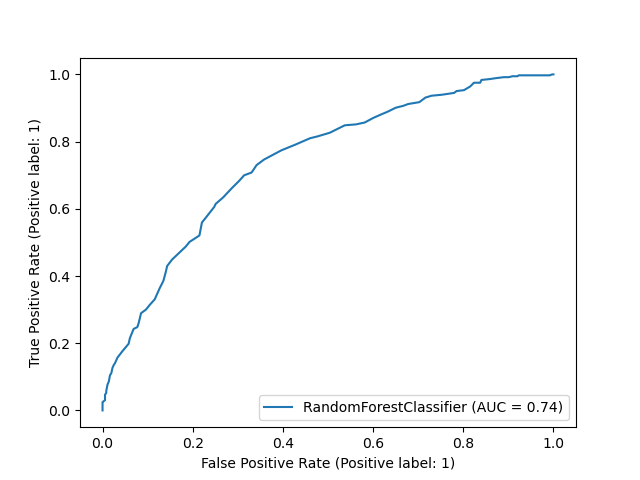 1.0
0.8
0.6
0.4
0.2
0.0
True Positive Rate (Positive label: 1)
RandomForestClassifier (AUC = 0.74)
0.0 0.2 0.4 0.6 0.8 1.0
False Positive Rate (Positive label: 1)